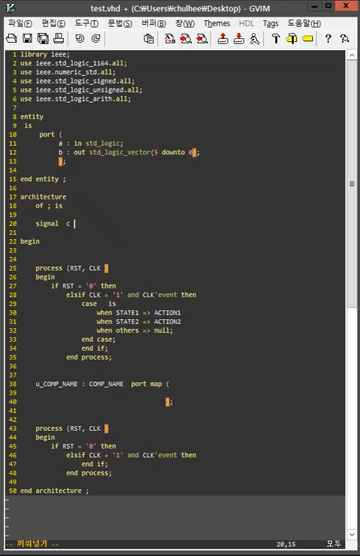 test.vhd + (C:₩Users₩chulhee₩Desktop) - GVIM
파일(F) 편집(E) 도구(T) 문법(S) 버퍼(B) 창(W) Themes HDL Tags 도움말(H)
1 library ieee;
2 use ieee.std_logic_1164.all;
3 use ieee.numeric_std.all;
4 use ieee.std_logic_signed.all;
5 use ieee.std_logic_unsigned.all;
6 use ieee.std_logic_arith.all;
7
8 entity
9 is
10 port (
11 a : in std_logic;
12 b : out std_logic_vector(5 downto 0);
13 );
14
15 end entity ;
16
17 architecture
18 of ; is
19
20 signal c
21
22 begin
23
24
25 process (RST, CLK )
26 begin
27 if RST = '0' then
28 elsif CLK = '1' and CLK'event then
29 case is
30 when STATE1 => ACTION1
31 when STATE2 => ACTION2
32 when others => null;
33 end case;
34 end if;
35 end process;
36
37
38 u_COMP_NAME : COMP_NAME port map (
39
40 );
41
42
43 process (RST, CLK )
44 begin
45 if RST = '0' then
46 elsif CLK = '1' and CLK'event then
47 end if;
48 end process;
49
50 end architecture ;
-- 끼워넣기 -- 20,15 모두